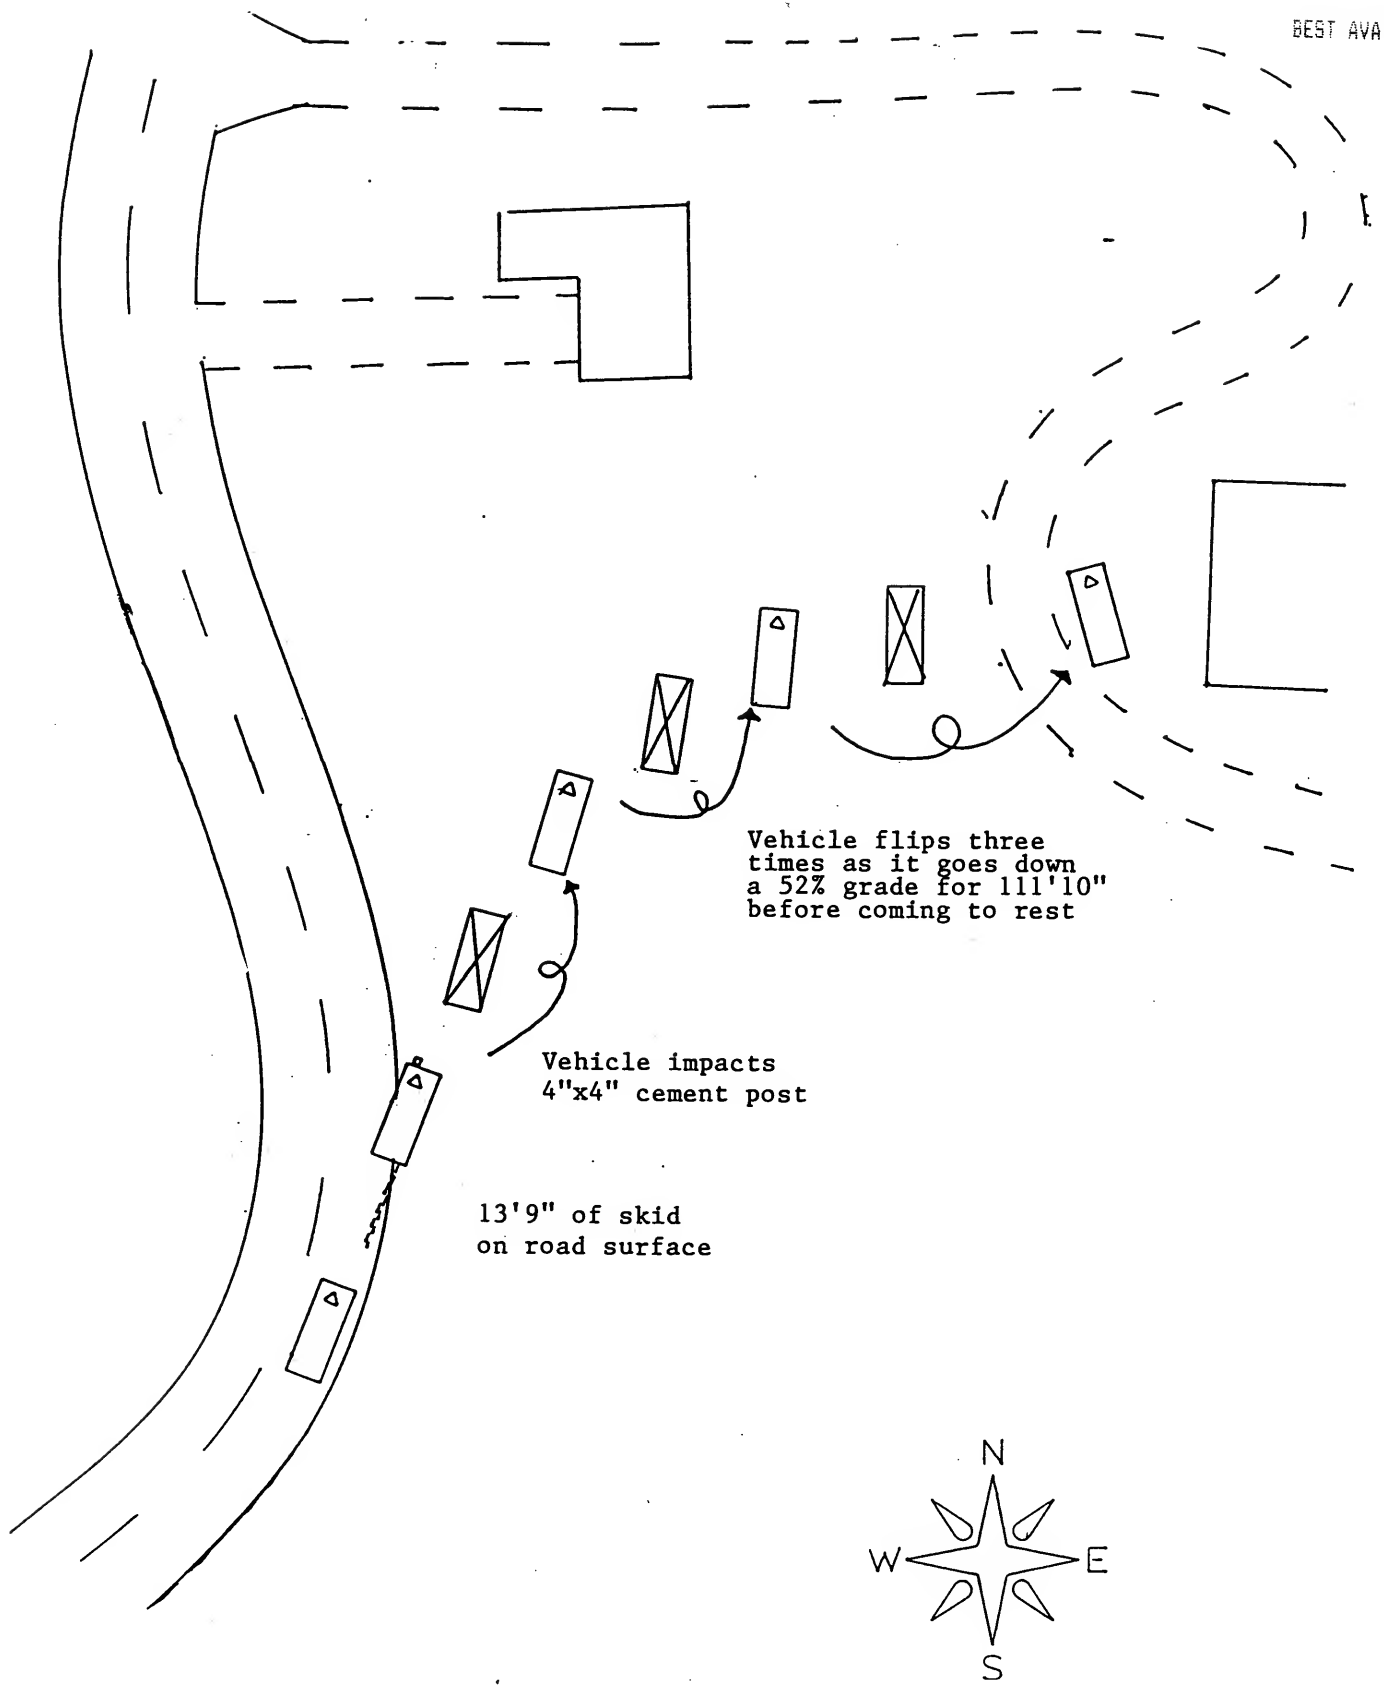 BEST AVA
Vehicle flips three
times as it goes down
a 52% grade for 111'10"
before coming to rest
Vehicle impacts
4"x4" cement post
13'9" of skid
on road surface
N
W E
S